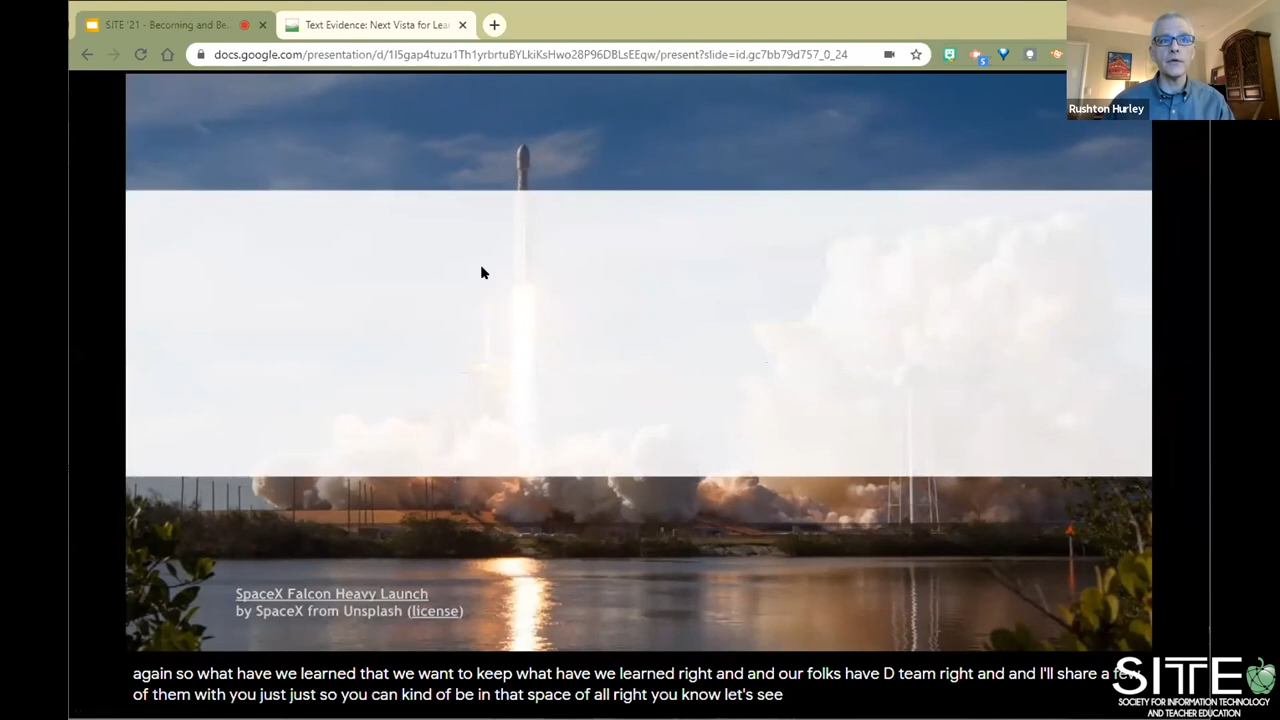 SITE '21 - Becoming and Be
Text Evidence: Next Vista for Lea
docs.google.com/presentation/d/1I5gap4tuzu1Th1yrbrtuBYLkiKsHwo28P96DBLsEEqw/present?slide=id.gc7bb79d757_0_24
5
Rushton Hurley
SpaceX Falcon Heavy Launch
by SpaceX from Unsplash (license)
again so what have we learned that we want to keep what have we learned right and and our folks have D team right and and I'll share a few
of them with you just just so you can kind of be in that space of all right you know let's see
SITE
SOCIETY FOR INFORMATION TECHNOLOGY
AND TEACHER EDUCATION